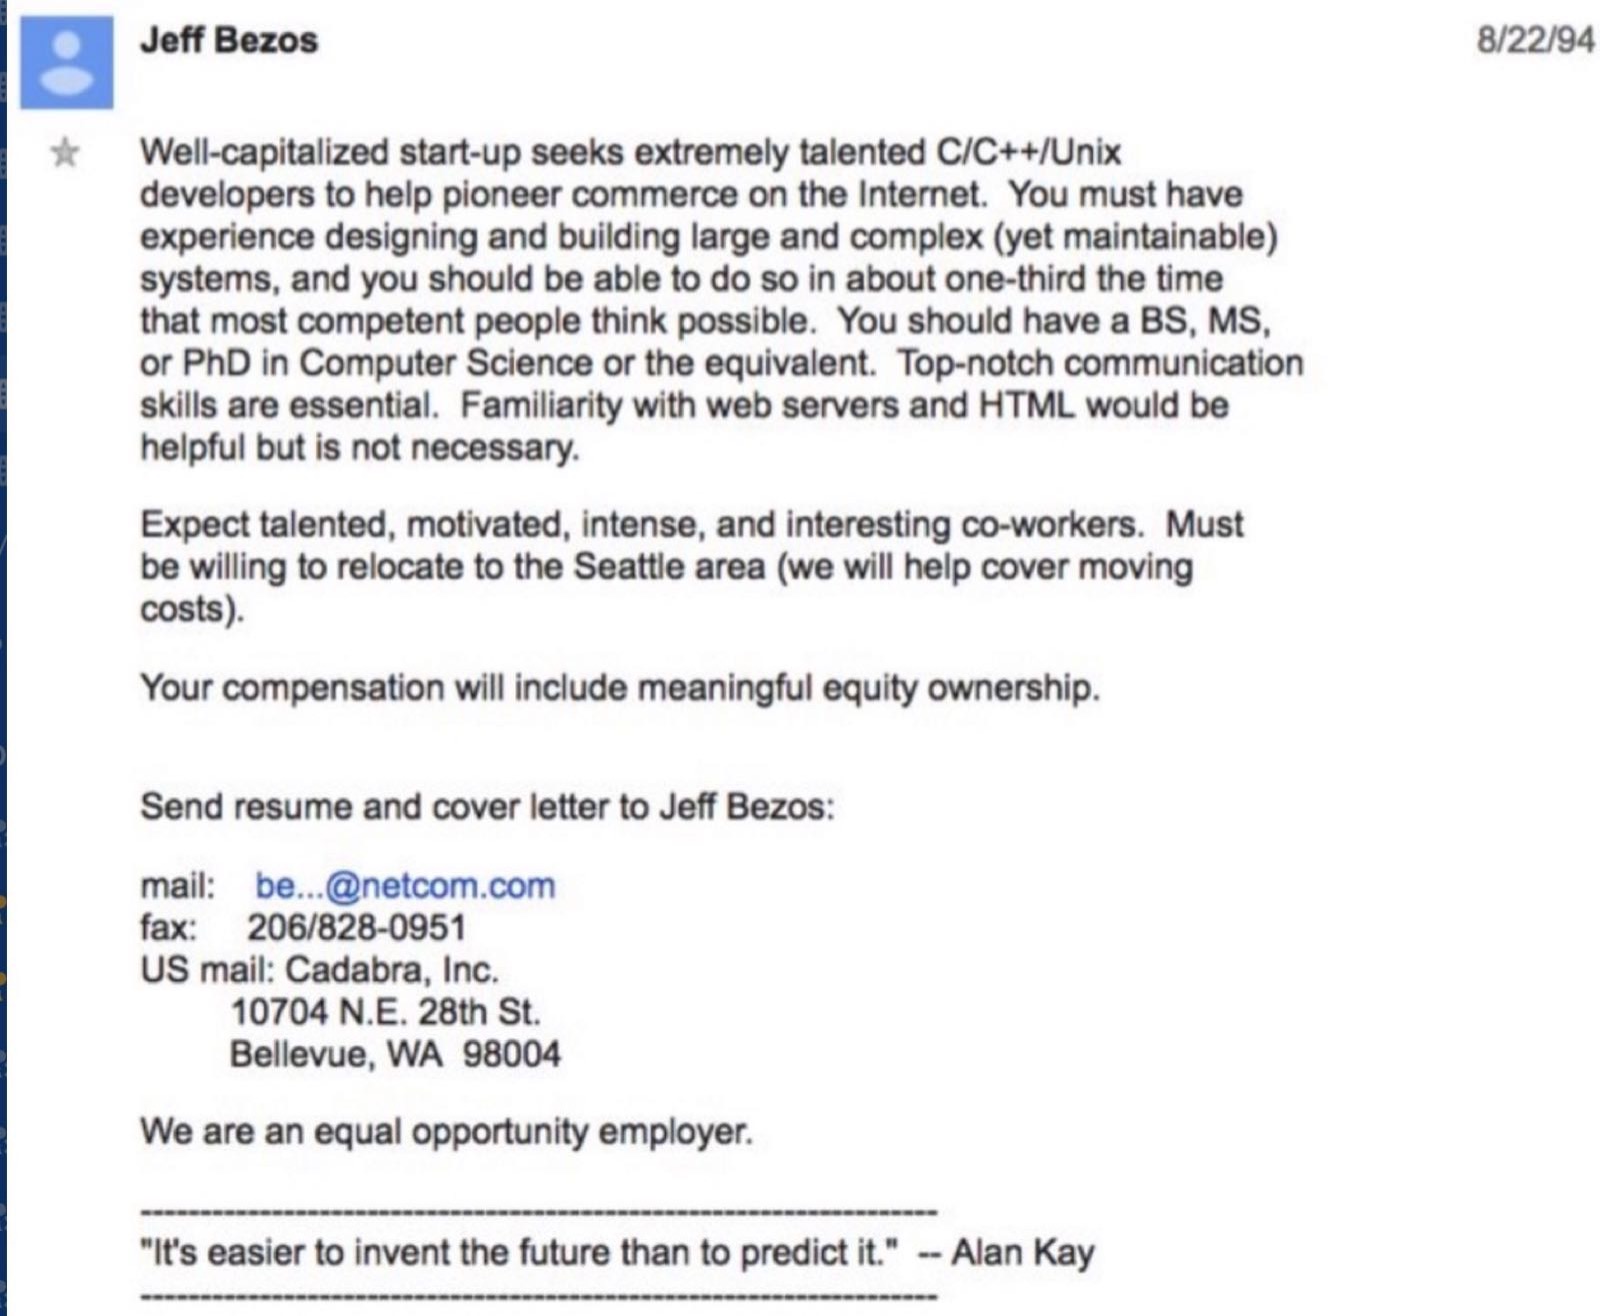 Jeff Bezos
8/22/94
Well-capitalized start-up seeks extremely talented C/C++/Unix
developers to help pioneer commerce on the Internet.  You must have
experience designing and building large and complex (yet maintainable)
systems, and you should be able to do so in about one-third the time
that most competent people think possible.  You should have a BS, MS,
or PhD in Computer Science or the equivalent.  Top-notch communication
skills are essential.  Familiarity with web servers and HTML would be
helpful but is not necessary.
Expect talented, motivated, intense, and interesting co-workers.  Must
be willing to relocate to the Seattle area (we will help cover moving
costs).
Your compensation will include meaningful equity ownership.
Send resume and cover letter to Jeff Bezos:
mail: be...@netcom.com
fax: 206/828-0951
US mail: Cadabra, Inc.
10704 N.E. 28th St.
Bellevue, WA  98004
We are an equal opportunity employer.
"It's easier to invent the future than to predict it."  -- Alan Kay